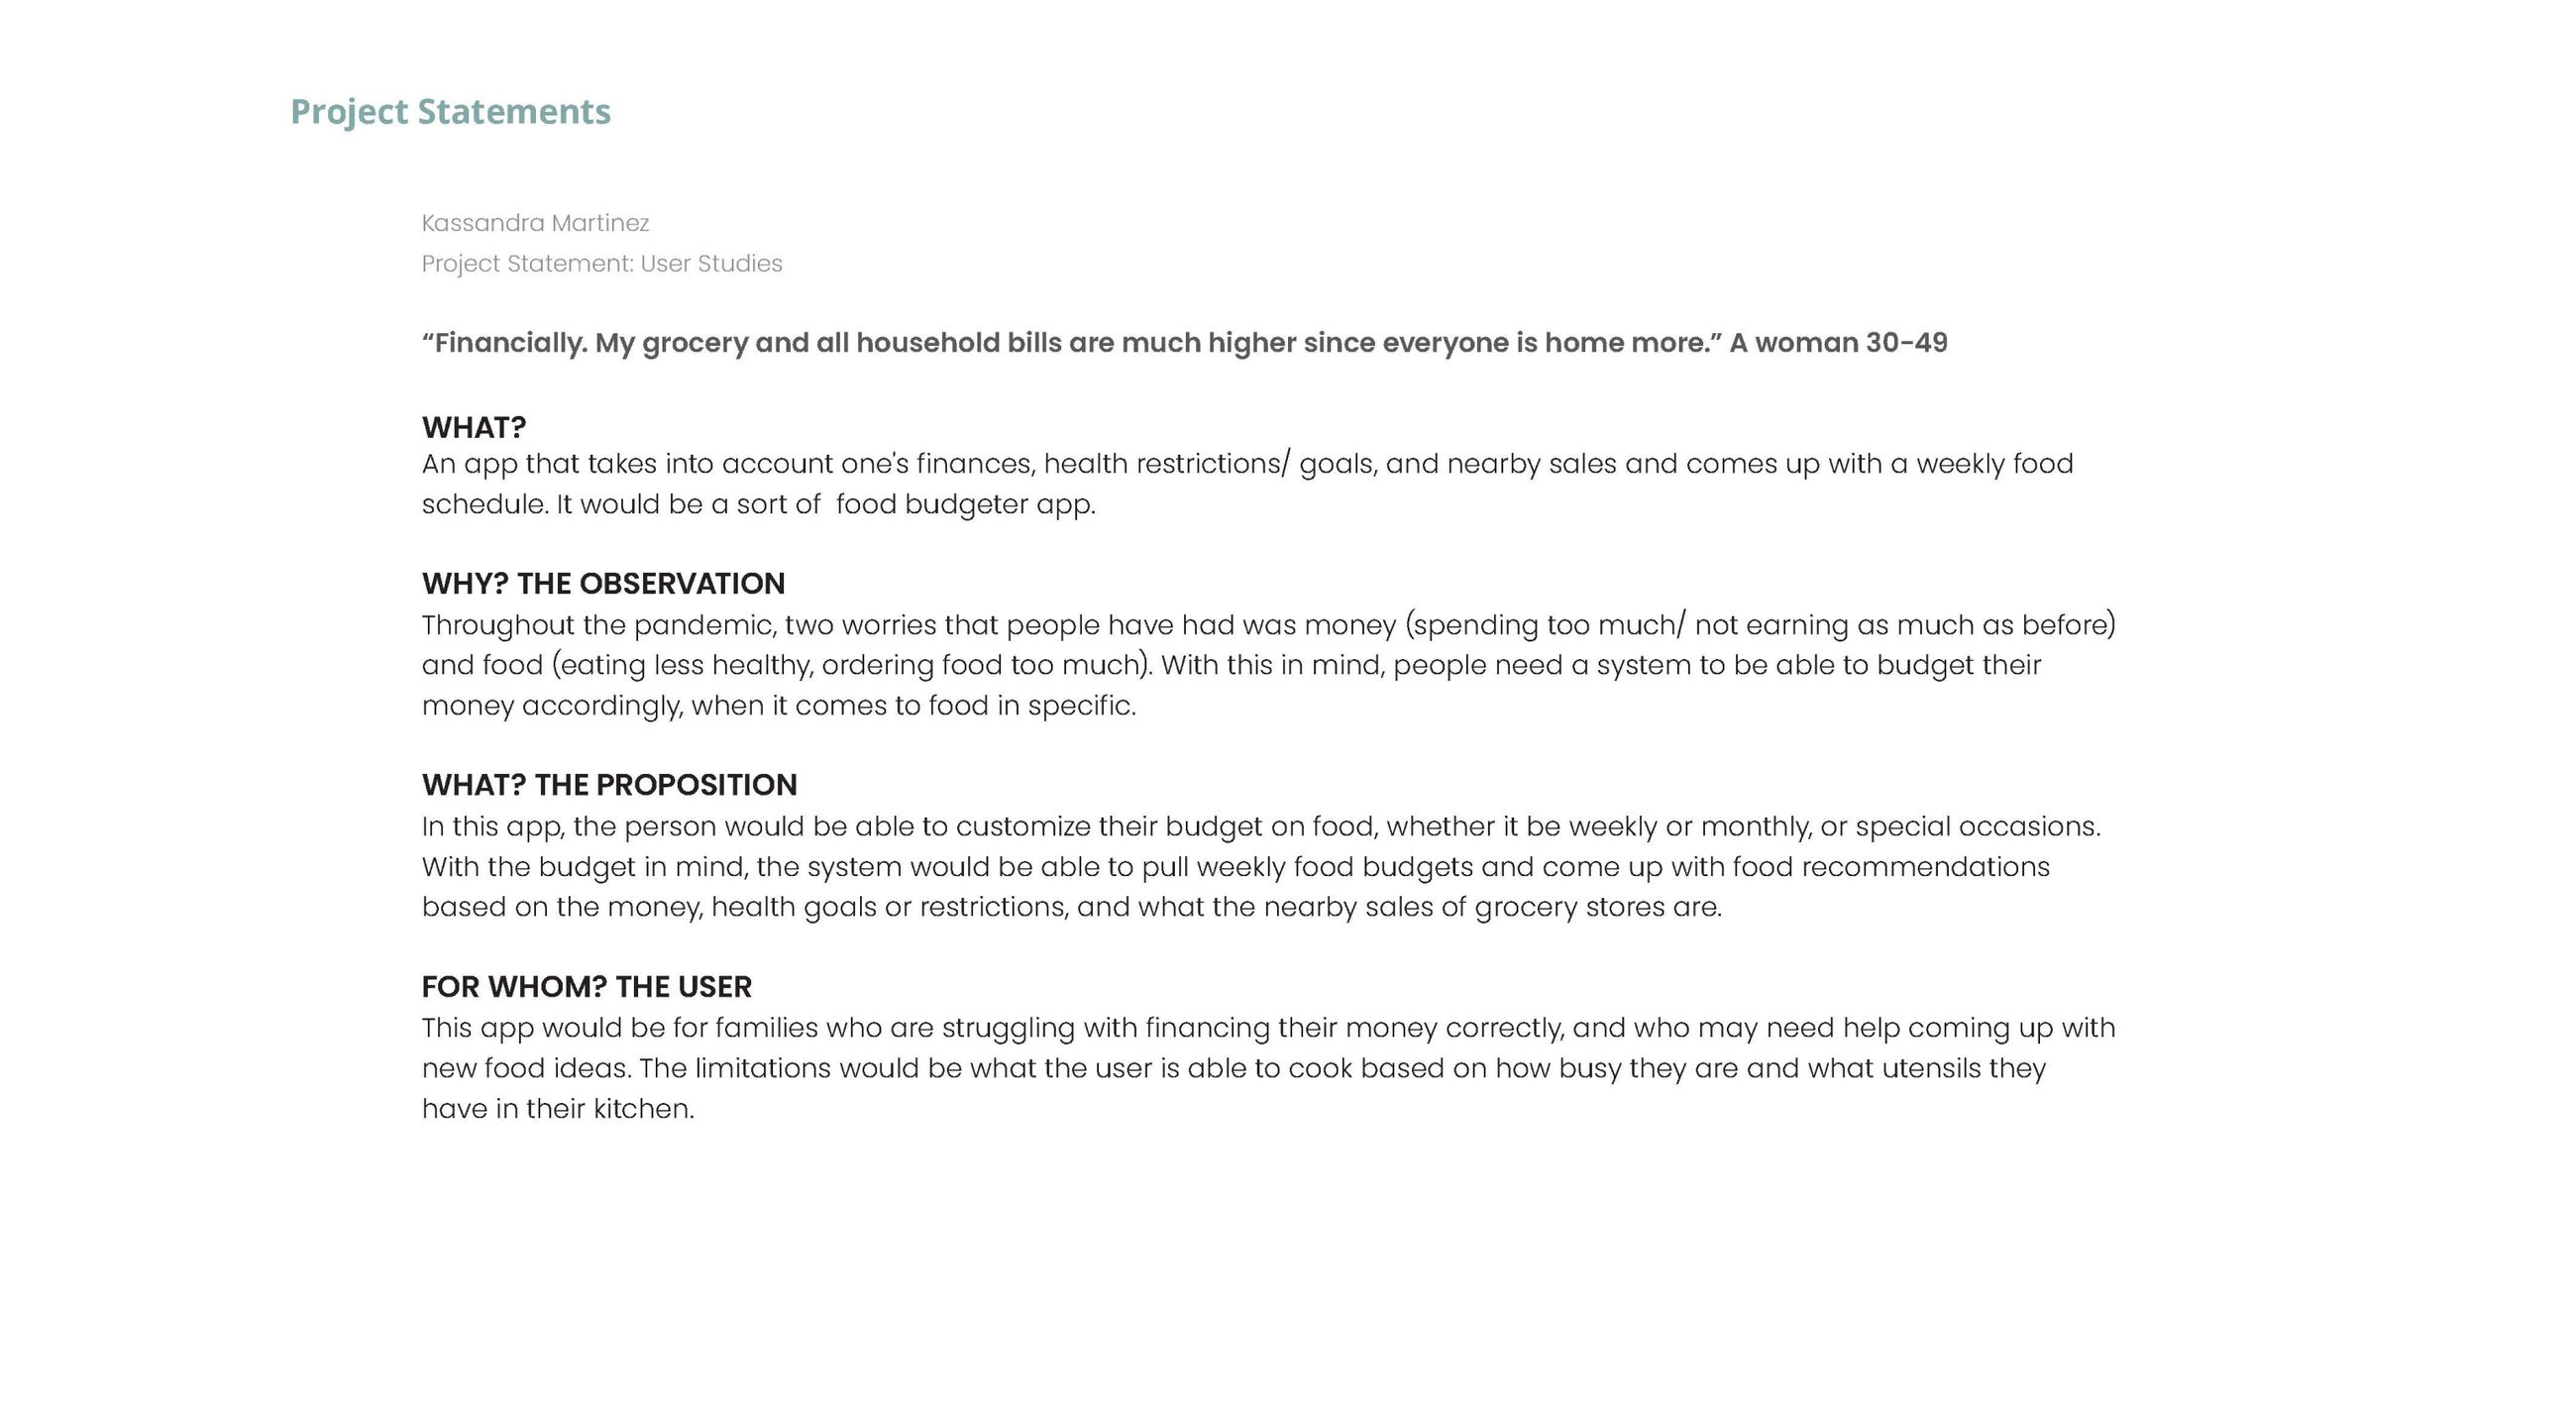 Project Statements
Kassandra Martinez
Project Statement: User Studies
“Financially. My grocery and all household bills are much higher since everyone is home more.” A woman 30-49
WHAT?
An app that takes into account one's finances, health restrictions/ goals, and nearby sales and comes up with a weekly food
schedule. It would be a sort of  food budgeter app.
WHY? THE OBSERVATION
Throughout the pandemic, two worries that people have had was money (spending too much/ not earning as much as before)
and food (eating less healthy, ordering food too much). With this in mind, people need a system to be able to budget their
money accordingly, when it comes to food in specific.
WHAT? THE PROPOSITION
In this app, the person would be able to customize their budget on food, whether it be weekly or monthly, or special occasions.
With the budget in mind, the system would be able to pull weekly food budgets and come up with food recommendations
based on the money, health goals or restrictions, and what the nearby sales of grocery stores are.
FOR WHOM? THE USER
This app would be for families who are struggling with financing their money correctly, and who may need help coming up with
new food ideas. The limitations would be what the user is able to cook based on how busy they are and what utensils they
have in their kitchen.